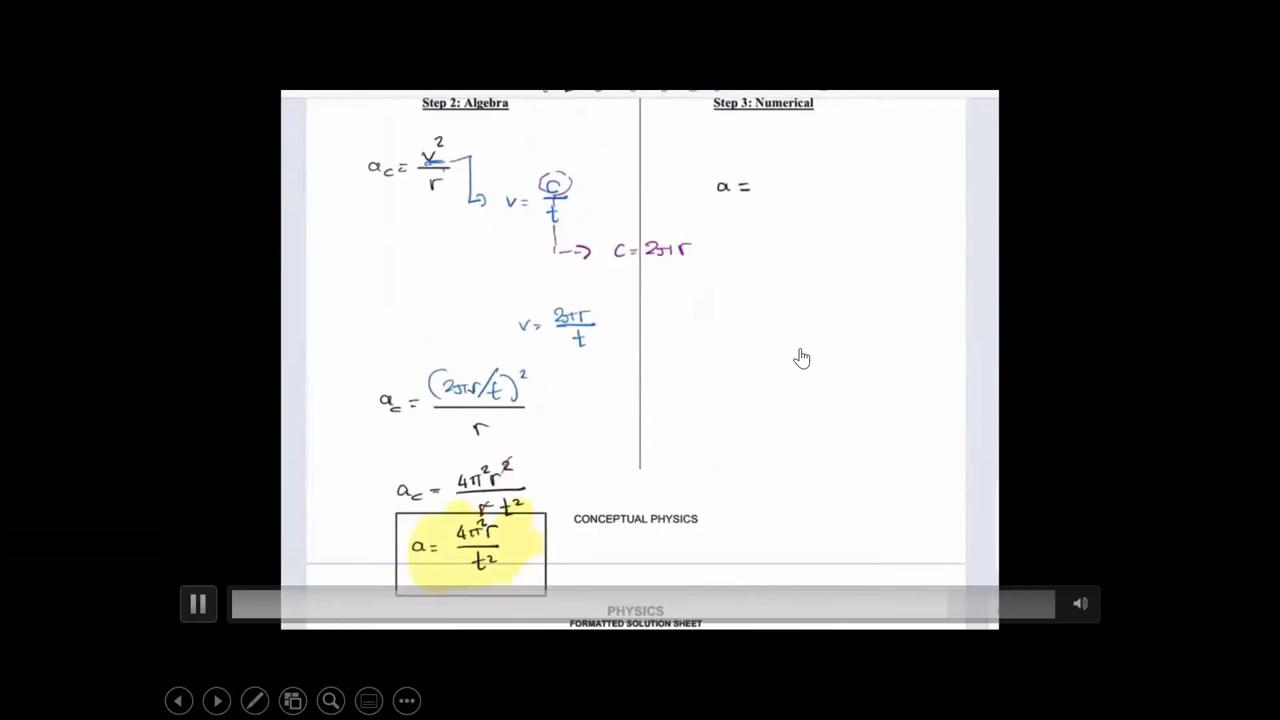 Step 2: Algebra
a_c = v²/r
v = c/t
c = 2πr
v = 2πr/t
a_c = (2πr/t)²/r
a_c = 4π²r²/r t²
a = 4π²r/t²
Step 3: Numerical
a =
CONCEPTUAL PHYSICS
PHYSICS
FORMATTED SOLUTION SHEET